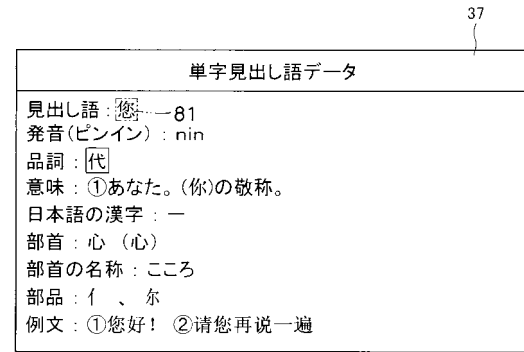 37
単字見出し語データ
見出し語:您 81
発音(ピンイン):nin
品詞:代
意味:①あなた。(你)の敬称。
日本語の漢字:—
部首:心 (心)
部首の名称:こころ
部品:亻、尔
例文:①您好! ②请您再说一遍